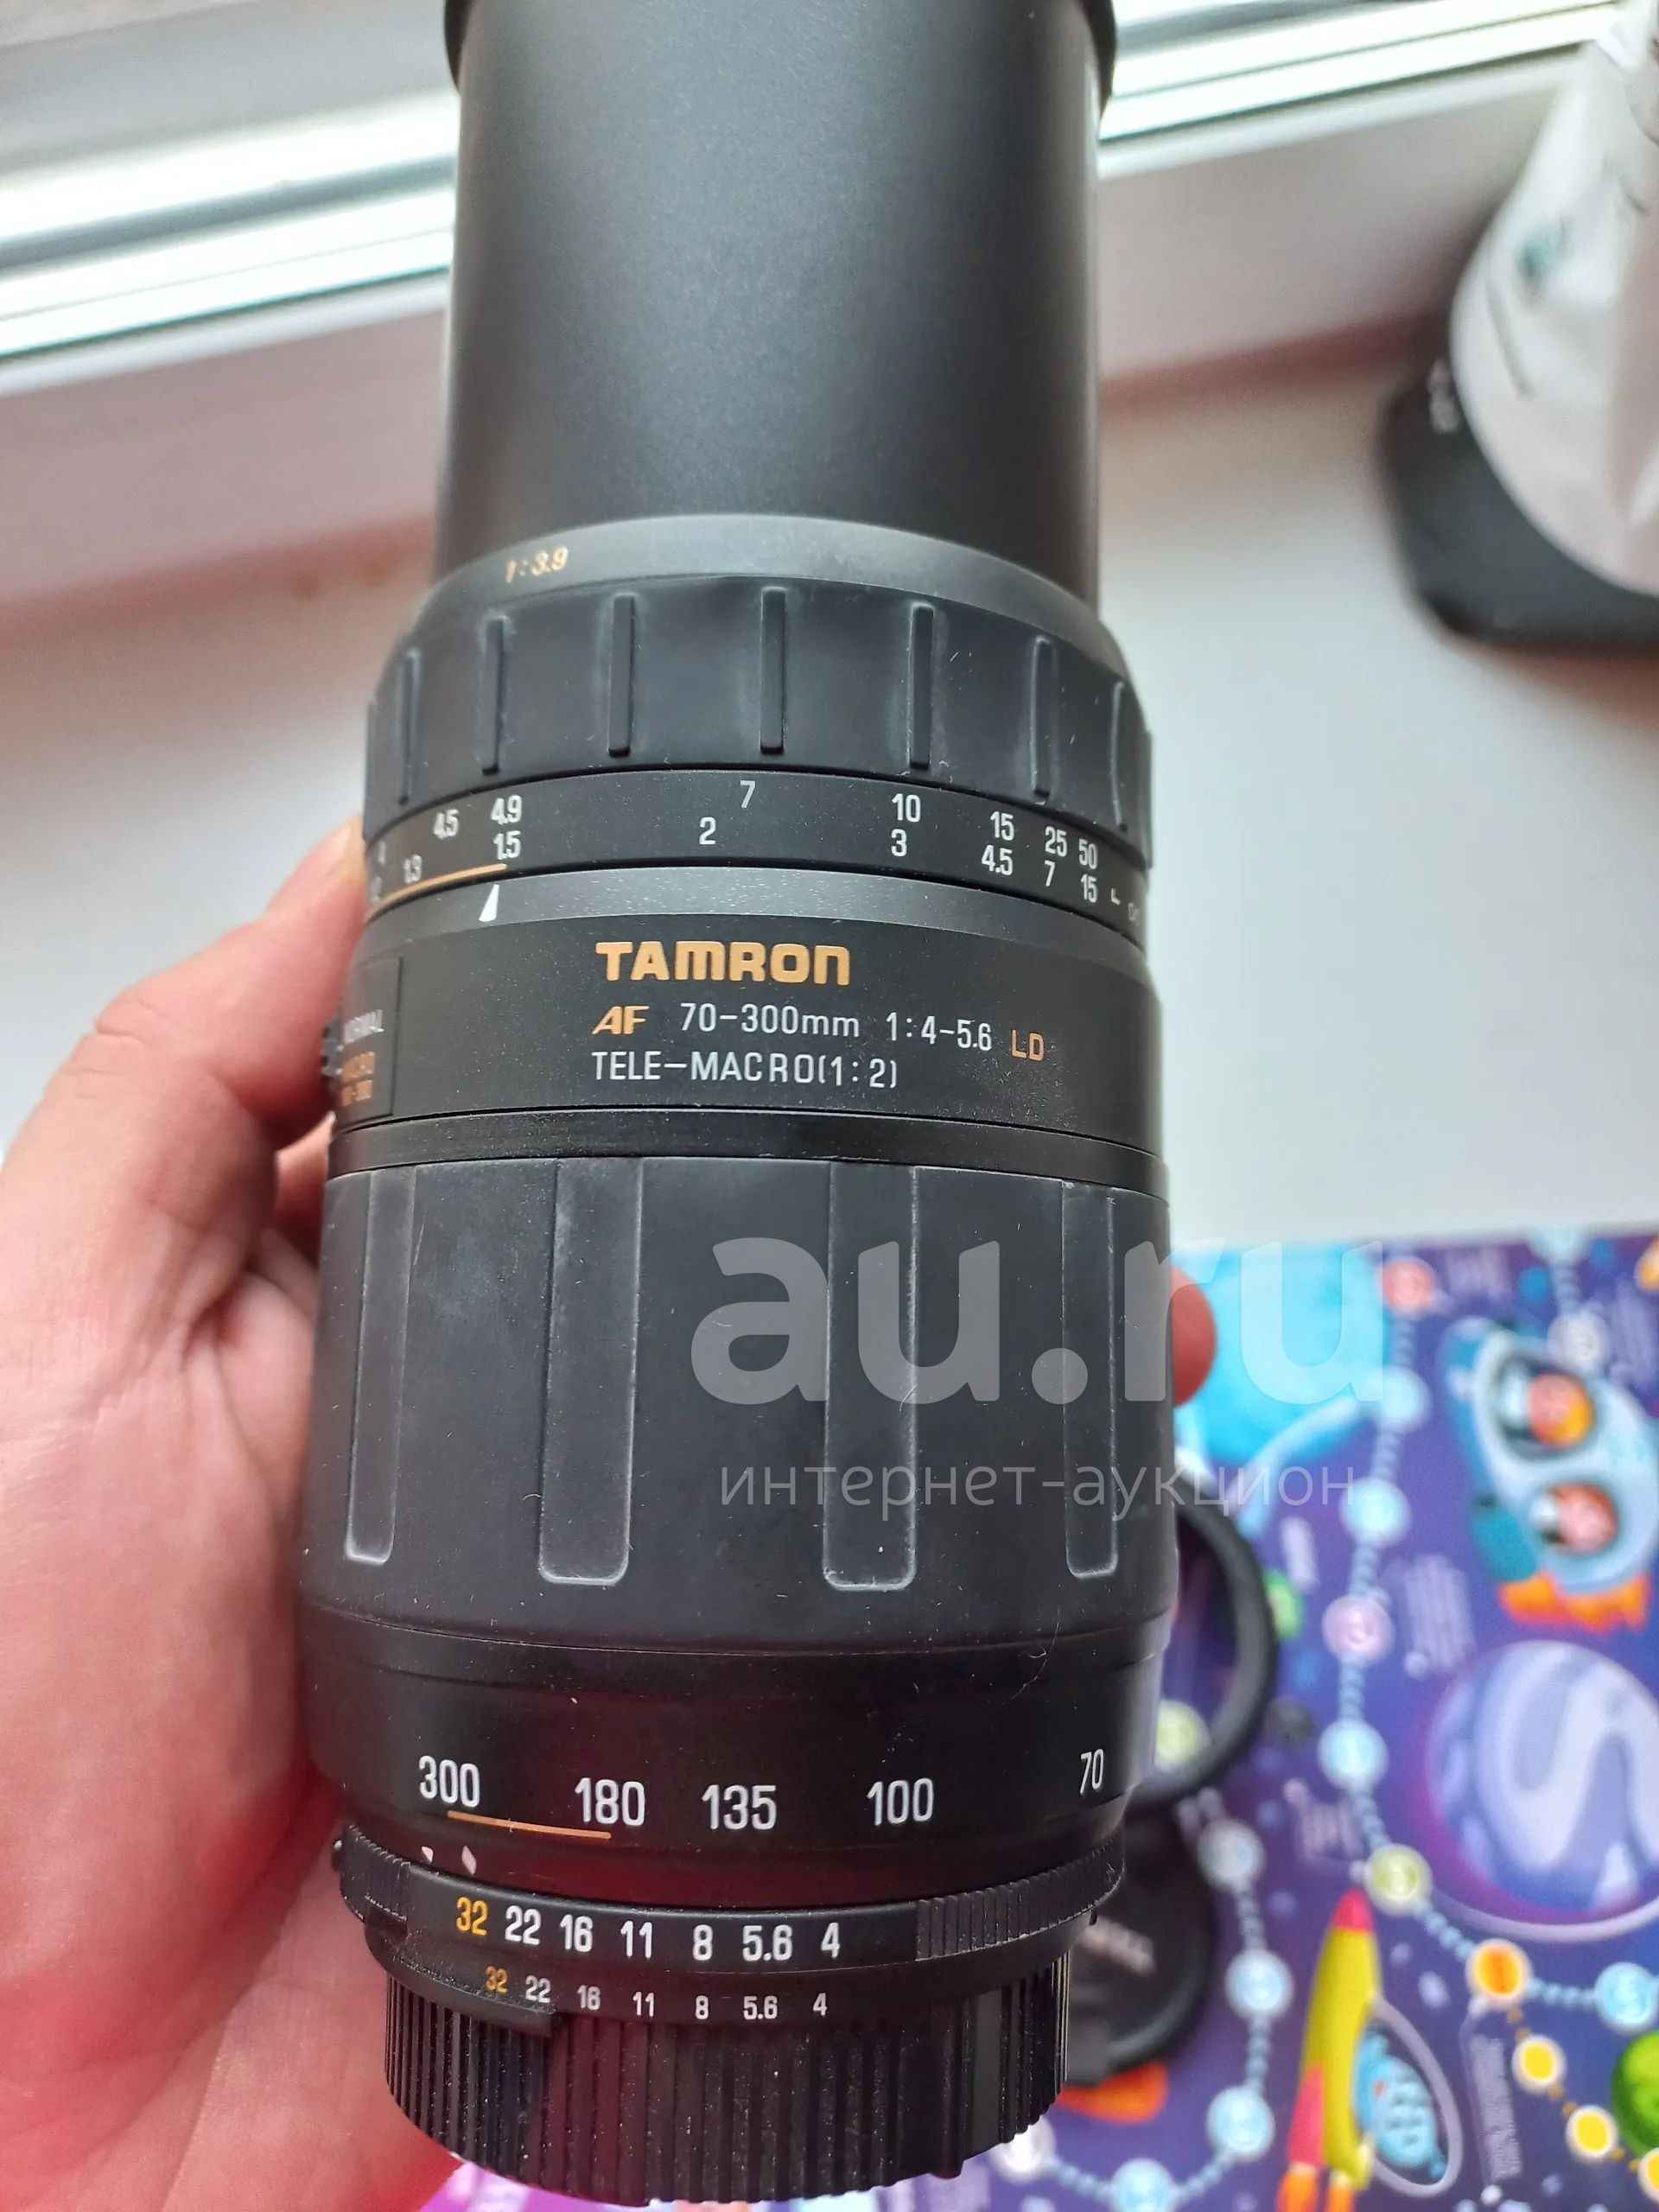 1:3.9
4 4.5 4.9 7 10 15 25 50
1.3 1.5 2 3 4.5 7 15
TAMRON
AF 70-300mm 1:4-5.6 LD
TELE-MACRO(1:2)
NORMAL
MACRO
au.ru
интернет-аукцион
300 180 135 100 70
32 22 16 11 8 5.6 4
32 22 16 11 8 5.6 4